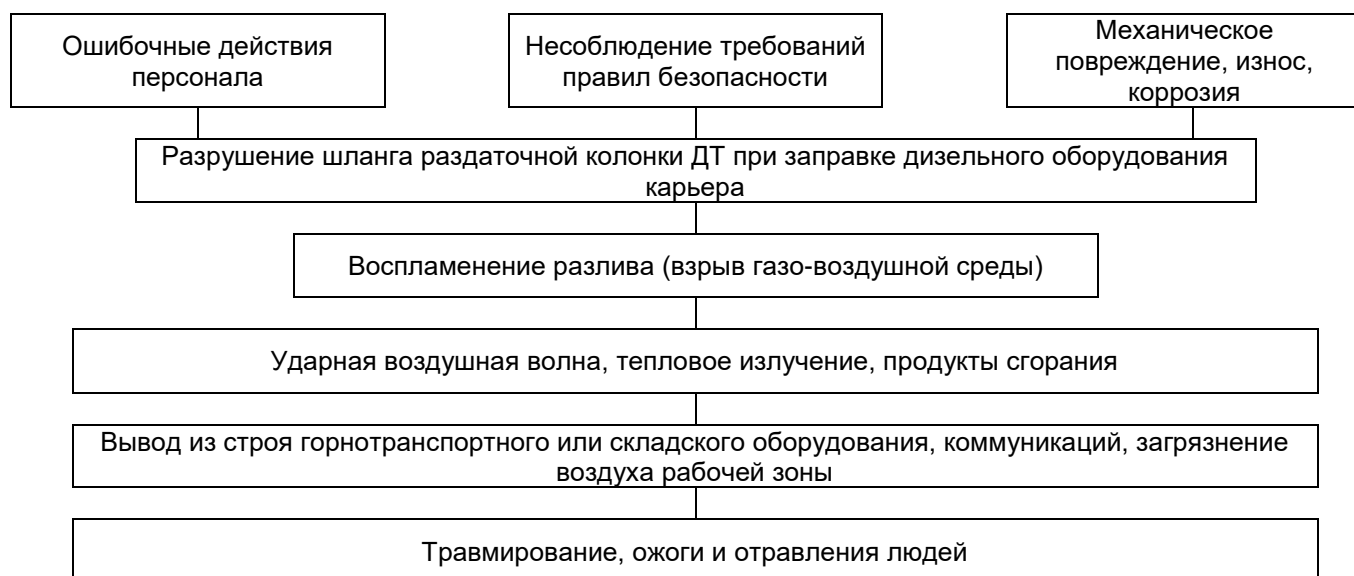 Ошибочные действия
персонала
Несоблюдение требований
правил безопасности
Механическое
повреждение, износ,
коррозия
Разрушение шланга раздаточной колонки ДТ при заправке дизельного оборудования
карьера
Воспламенение разлива (взрыв газо-воздушной среды)
Ударная воздушная волна, тепловое излучение, продукты сгорания
Вывод из строя горнотранспортного или складского оборудования, коммуникаций, загрязнение
воздуха рабочей зоны
Травмирование, ожоги и отравления людей